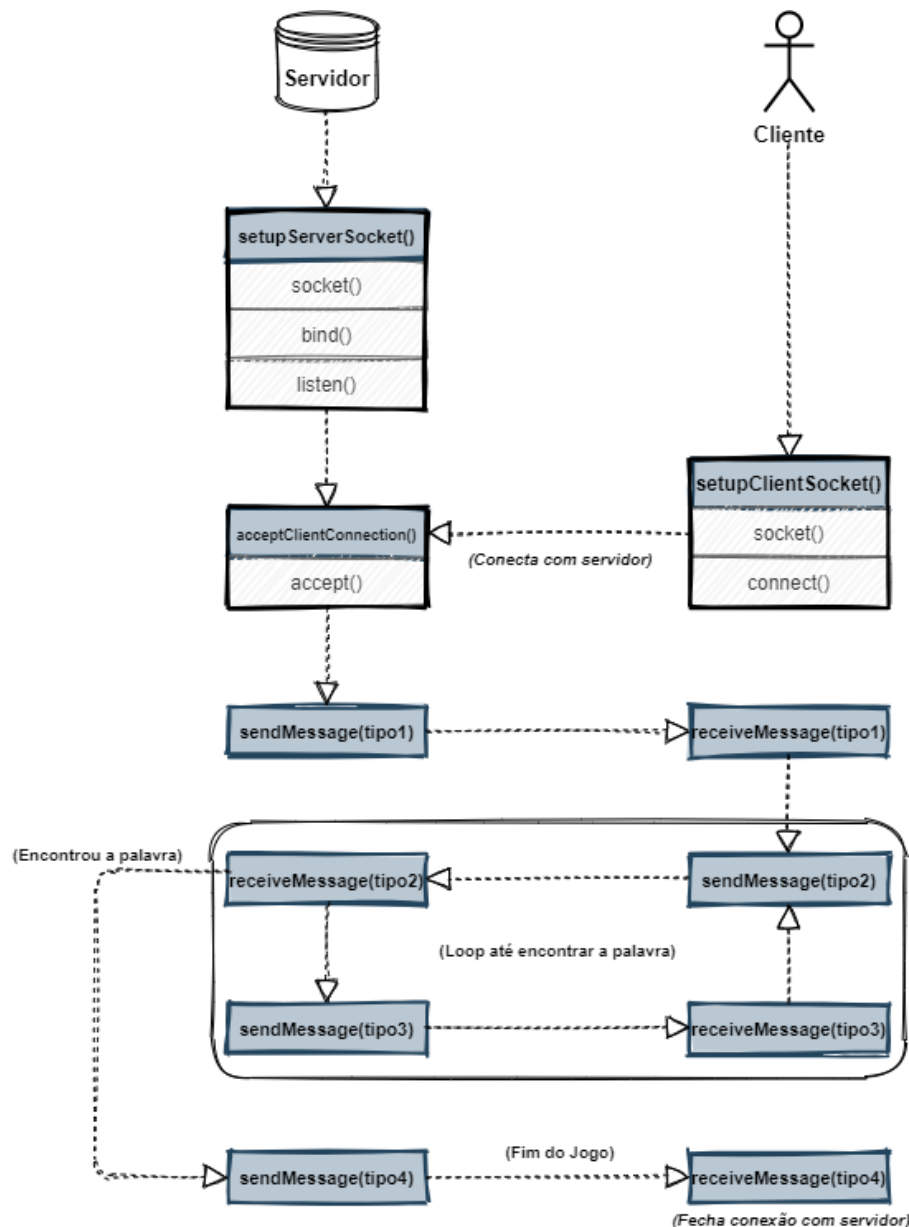 Servidor
Cliente
setupServerSocket()
socket()
bind()
listen()
setupClientSocket()
socket()
connect()
acceptClientConnection()
accept()
(Conecta com servidor)
sendMessage(tipo1)
receiveMessage(tipo1)
(Encontrou a palavra)
receiveMessage(tipo2)
sendMessage(tipo2)
(Loop até encontrar a palavra)
sendMessage(tipo3)
receiveMessage(tipo3)
(Fim do Jogo)
sendMessage(tipo4)
receiveMessage(tipo4)
(Fecha conexão com servidor)